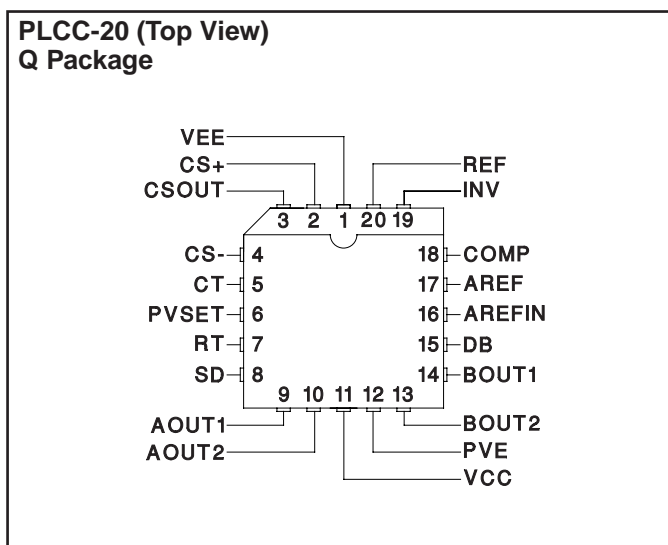 PLCC-20 (Top View)
Q Package
VEE
CS+
CSOUT
REF
INV
3 2 1 20 19
CS- 4
CT 5
PVSET 6
RT 7
SD 8
18 COMP
17 AREF
16 AREFIN
15 DB
14 BOUT1
9 10 11 12 13
AOUT1
AOUT2
BOUT2
PVE
VCC